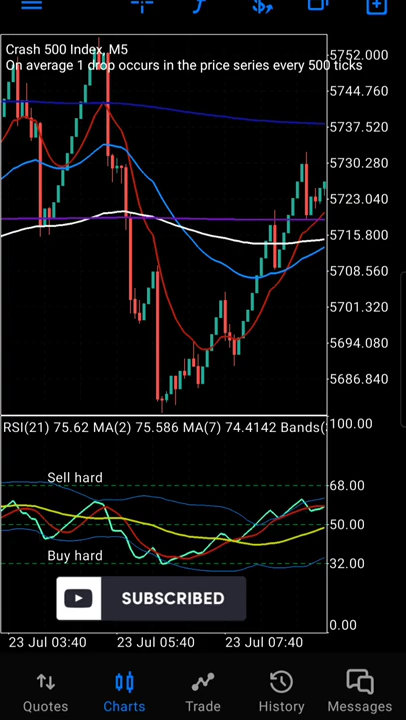 Crash 500 Index, M5
On average 1 drop occurs in the price series every 500 ticks
5752.000
5744.760
5737.520
5730.280
5723.040
5715.800
5708.560
5701.320
5694.080
5686.840
100.00
RSI(21) 75.62 MA(2) 75.586 MA(7) 74.4142 Bands(
Sell hard
68.00
50.00
Buy hard
32.00
SUBSCRIBED
0.00
23 Jul 03:40
23 Jul 05:40
23 Jul 07:40
Quotes
Charts
Trade
History
Messages